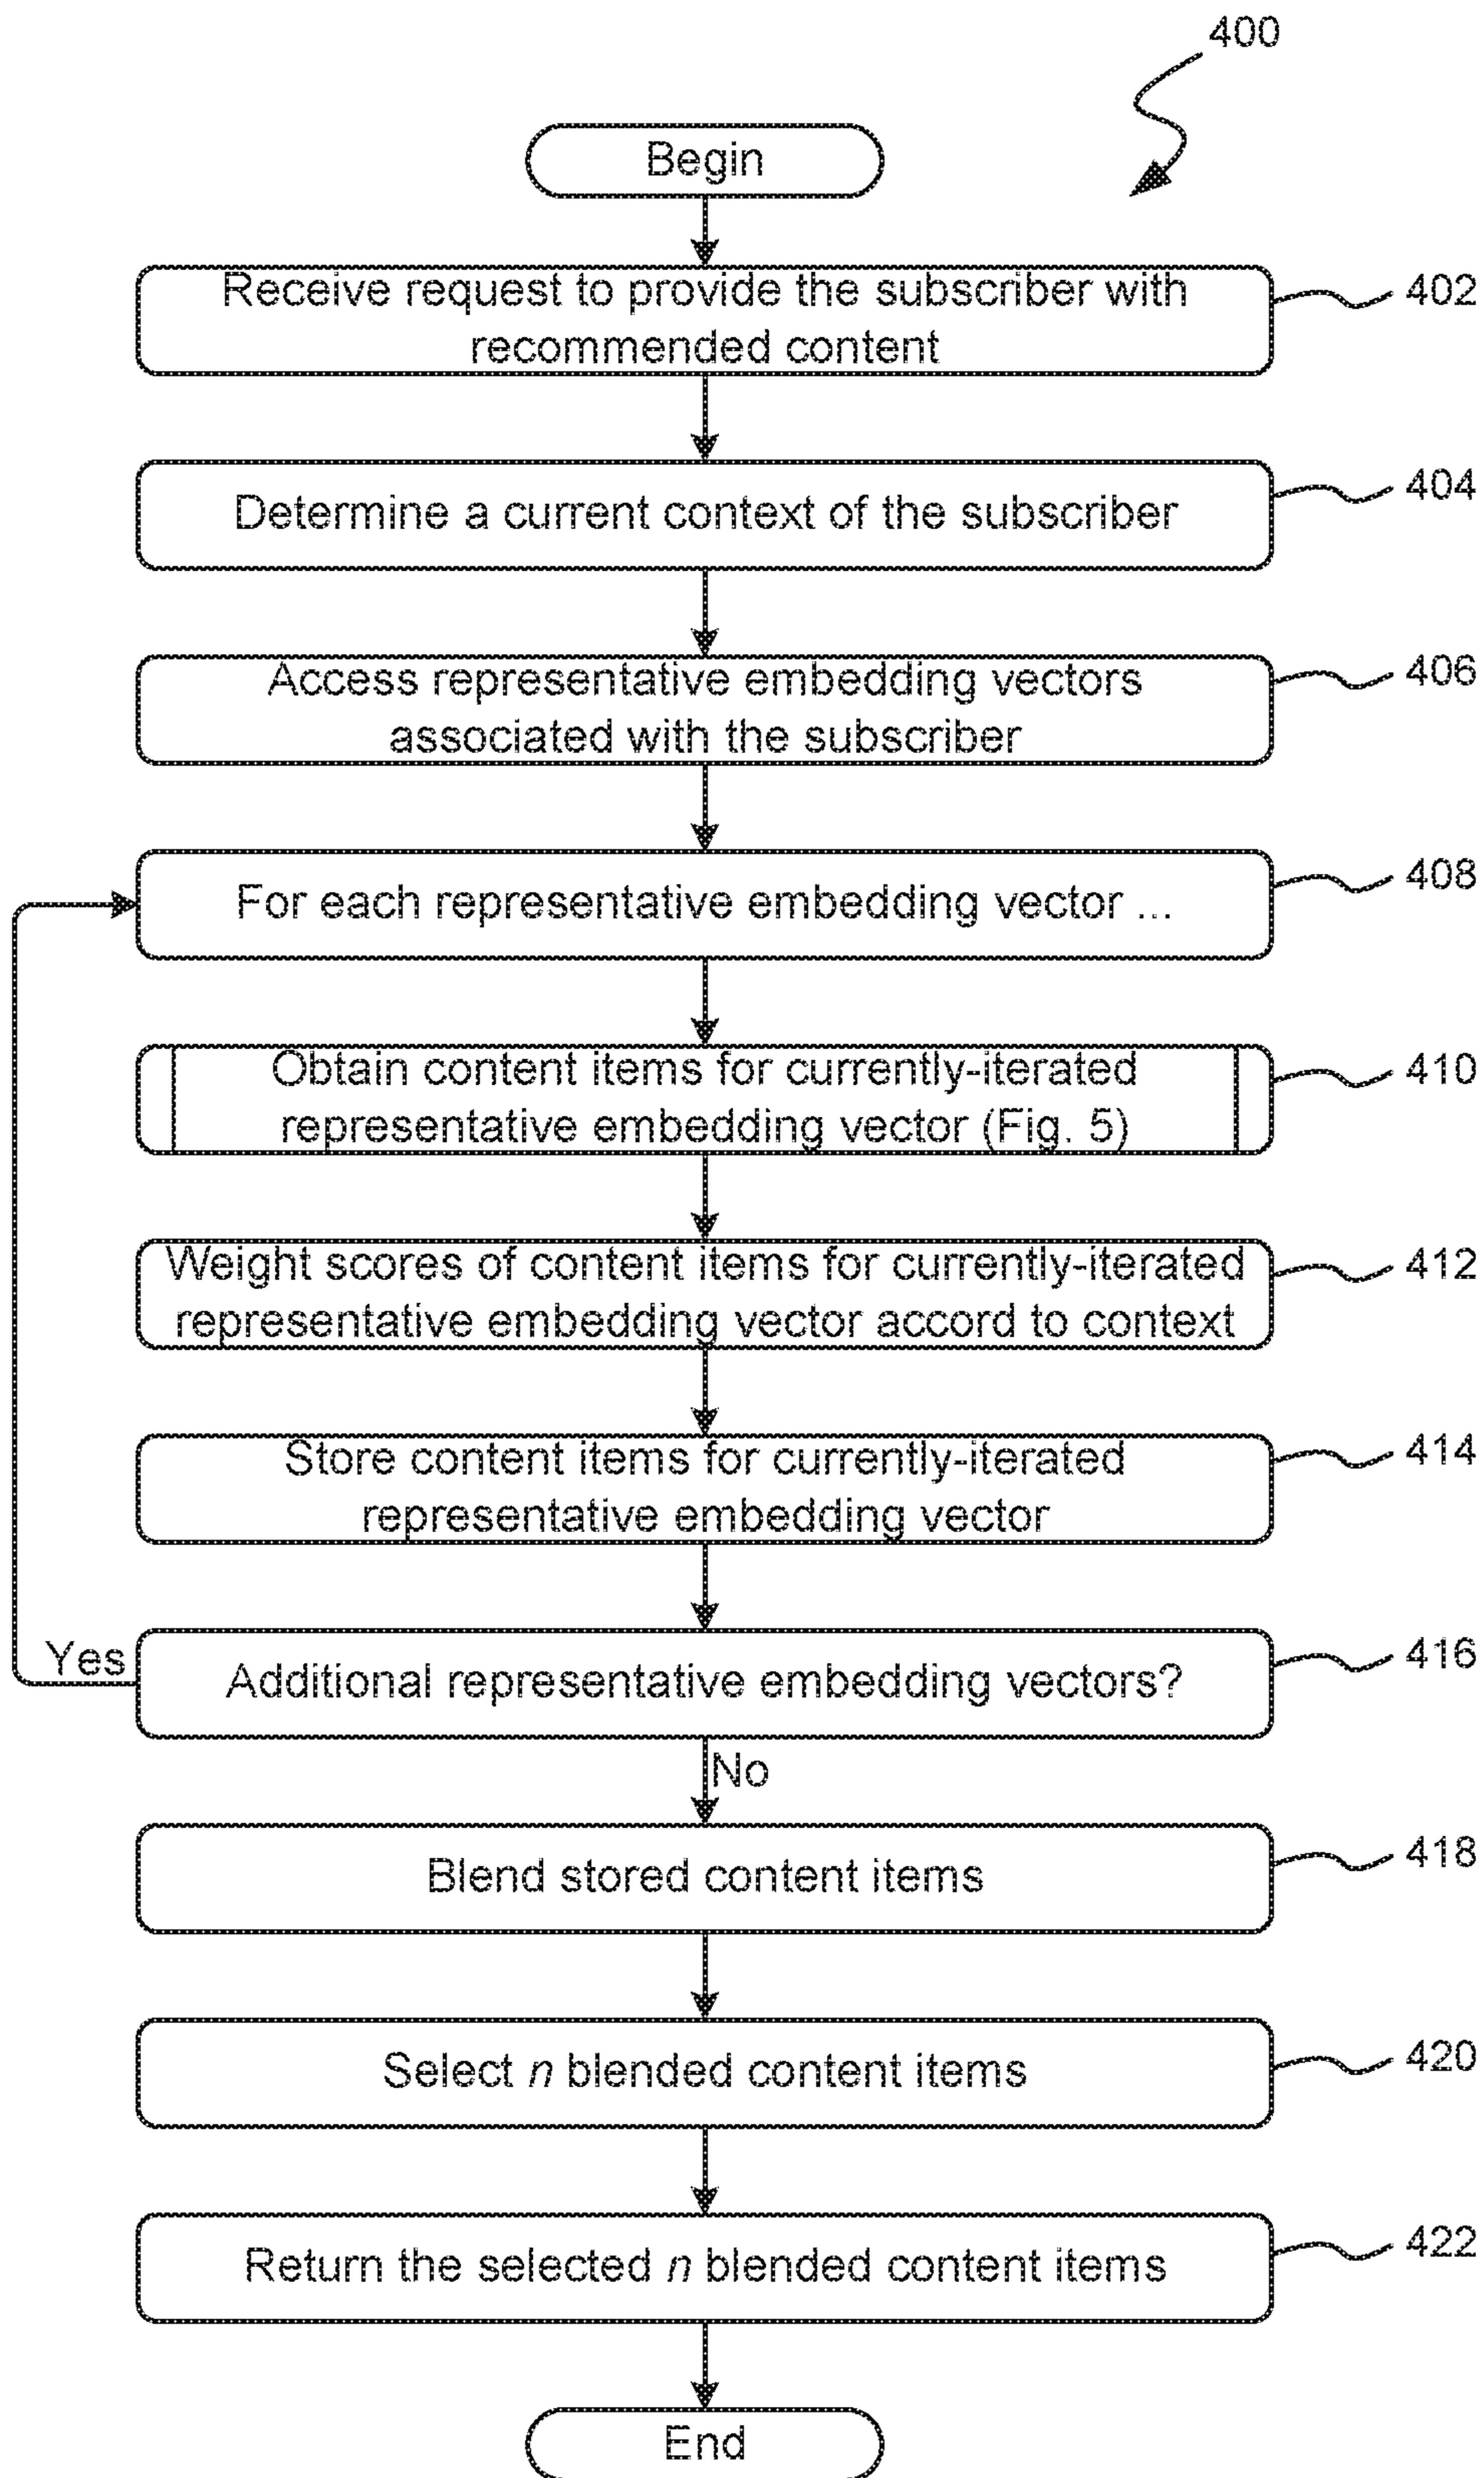 400
Begin
Receive request to provide the subscriber with
recommended content
402
Determine a current context of the subscriber
404
Access representative embedding vectors
associated with the subscriber
406
For each representative embedding vector ...
408
Obtain content items for currently-iterated
representative embedding vector (Fig. 5)
410
Weight scores of content items for currently-iterated
representative embedding vector accord to context
412
Store content items for currently-iterated
representative embedding vector
414
Yes
Additional representative embedding vectors?
416
No
Blend stored content items
418
Select n blended content items
420
Return the selected n blended content items
422
End